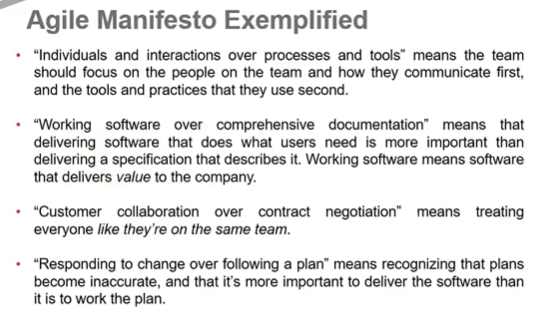 Agile Manifesto Exemplified
• “Individuals and interactions over processes and tools” means the team
should focus on the people on the team and how they communicate first,
and the tools and practices that they use second.
• “Working software over comprehensive documentation” means that
delivering software that does what users need is more important than
delivering a specification that describes it. Working software means software
that delivers value to the company.
• “Customer collaboration over contract negotiation” means treating
everyone like they’re on the same team.
• “Responding to change over following a plan” means recognizing that plans
become inaccurate, and that it’s more important to deliver the software than
it is to work the plan.